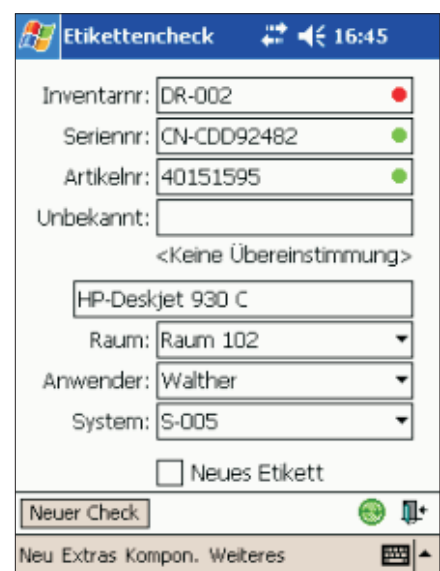 Etikettencheck 16:45
Inventarnr: DR-002
Seriennr: CN-CDD92482
Artikelnr: 40151595
Unbekannt:
<Keine Übereinstimmung>
HP-Deskjet 930 C
Raum: Raum 102
Anwender: Walther
System: S-005
Neues Etikett
Neuer Check
Neu Extras Kompon. Weiteres